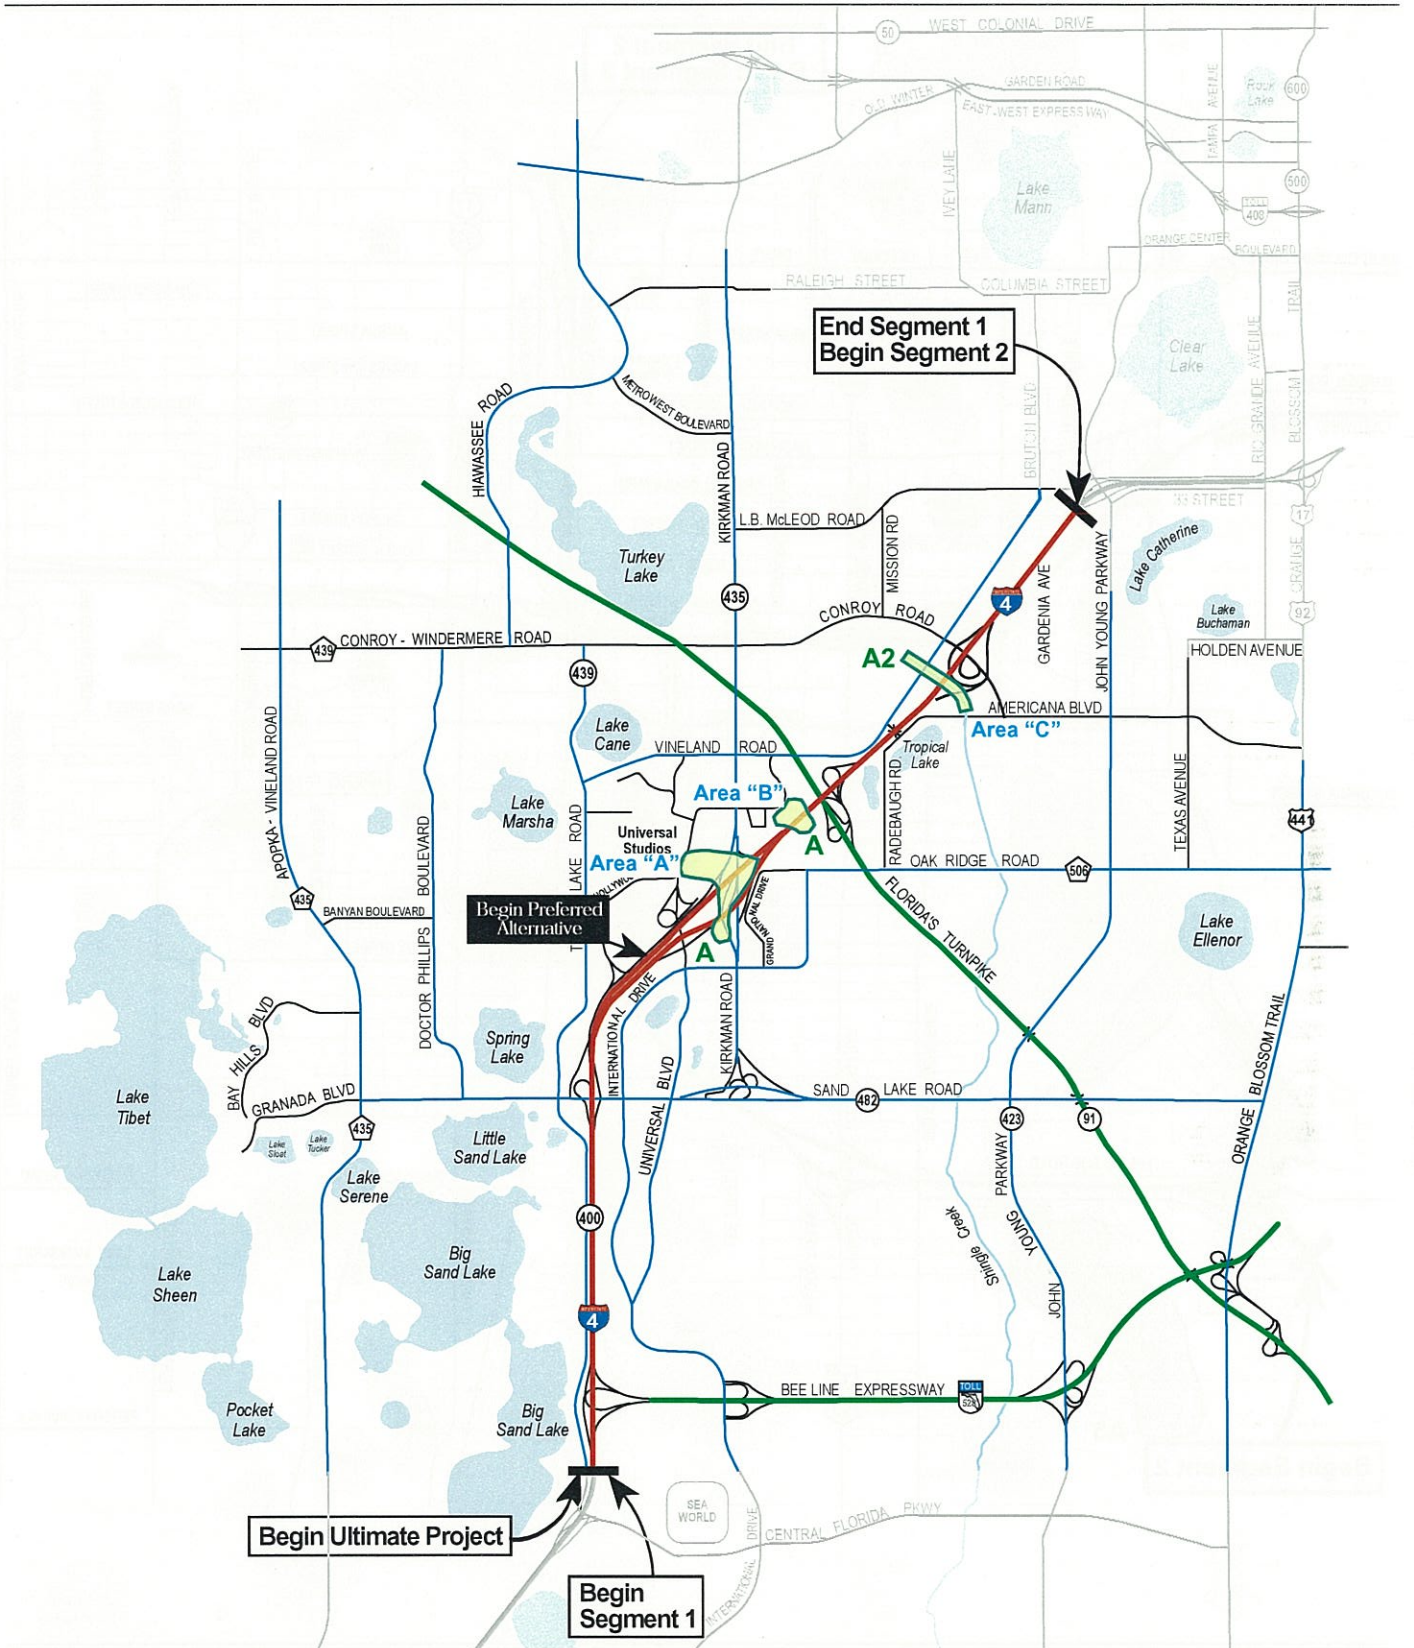 WEST COLONIAL DRIVE
50
GARDEN ROAD
OLD WINTER
EAST-WEST EXPRESSWAY
TAMPA AVENUE
Rock
Lake
600
IVEY LANE
Lake
Mann
500
TOLL
408
ORANGE CENTER
BOULEVARD
RALEIGH STREET
COLUMBIA STREET
End Segment 1
Begin Segment 2
Clear
Lake
RIO GRANDE AVENUE
ORANGE BLOSSOM TRAIL
BRUTON BLVD
HIAWASSEE ROAD
METROWEST BOULEVARD
KIRKMAN ROAD
33 STREET
17
L.B. McLEOD ROAD
MISSION RD
Turkey
Lake
435
Lake Catherine
JOHN YOUNG PARKWAY
GARDENIA AVE
4
CONROY ROAD
Lake
Buchaman
92
439
CONROY - WINDERMERE ROAD
HOLDEN AVENUE
439
A2
AMERICANA BLVD
Area “C”
APOPKA - VINELAND ROAD
Lake
Cane
VINELAND ROAD
Tropical
Lake
RADEBAUGH RD
TEXAS AVENUE
Area “B”
Lake
Marsha
Universal
Studios
A
441
Area “A”
LAKE ROAD
OAK RIDGE ROAD
506
DOCTOR PHILLIPS BOULEVARD
435
BANYAN BOULEVARD
Begin Preferred
Alternative
FLORIDA'S TURNPIKE
Lake
Ellenor
A
GRAND NATIONAL DRIVE
INTERNATIONAL DRIVE
KIRKMAN ROAD
BAY HILLS BLVD
Spring
Lake
UNIVERSAL BLVD
GRANADA BLVD
SAND LAKE ROAD
482
Lake
Tibet
435
423
91
ORANGE BLOSSOM TRAIL
Lake
Sloat
Lake
Tucker
Little
Sand Lake
Lake
Serene
400
JOHN YOUNG PARKWAY
Shingle Creek
Big
Sand Lake
Lake
Sheen
4
BEE LINE EXPRESSWAY
TOLL
528
Pocket
Lake
Big
Sand Lake
SEA
WORLD
CENTRAL FLORIDA PKWY
INTERNATIONAL DRIVE
Begin Ultimate Project
Begin
Segment 1